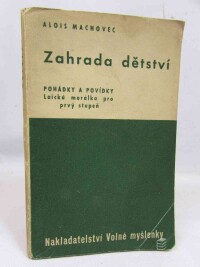 ALOIS MACHOVEC
Zahrada dětství
POHÁDKY A POVÍDKY
Laická morálka pro
prvý stupeň
Nakladatelství Volné myšlenky